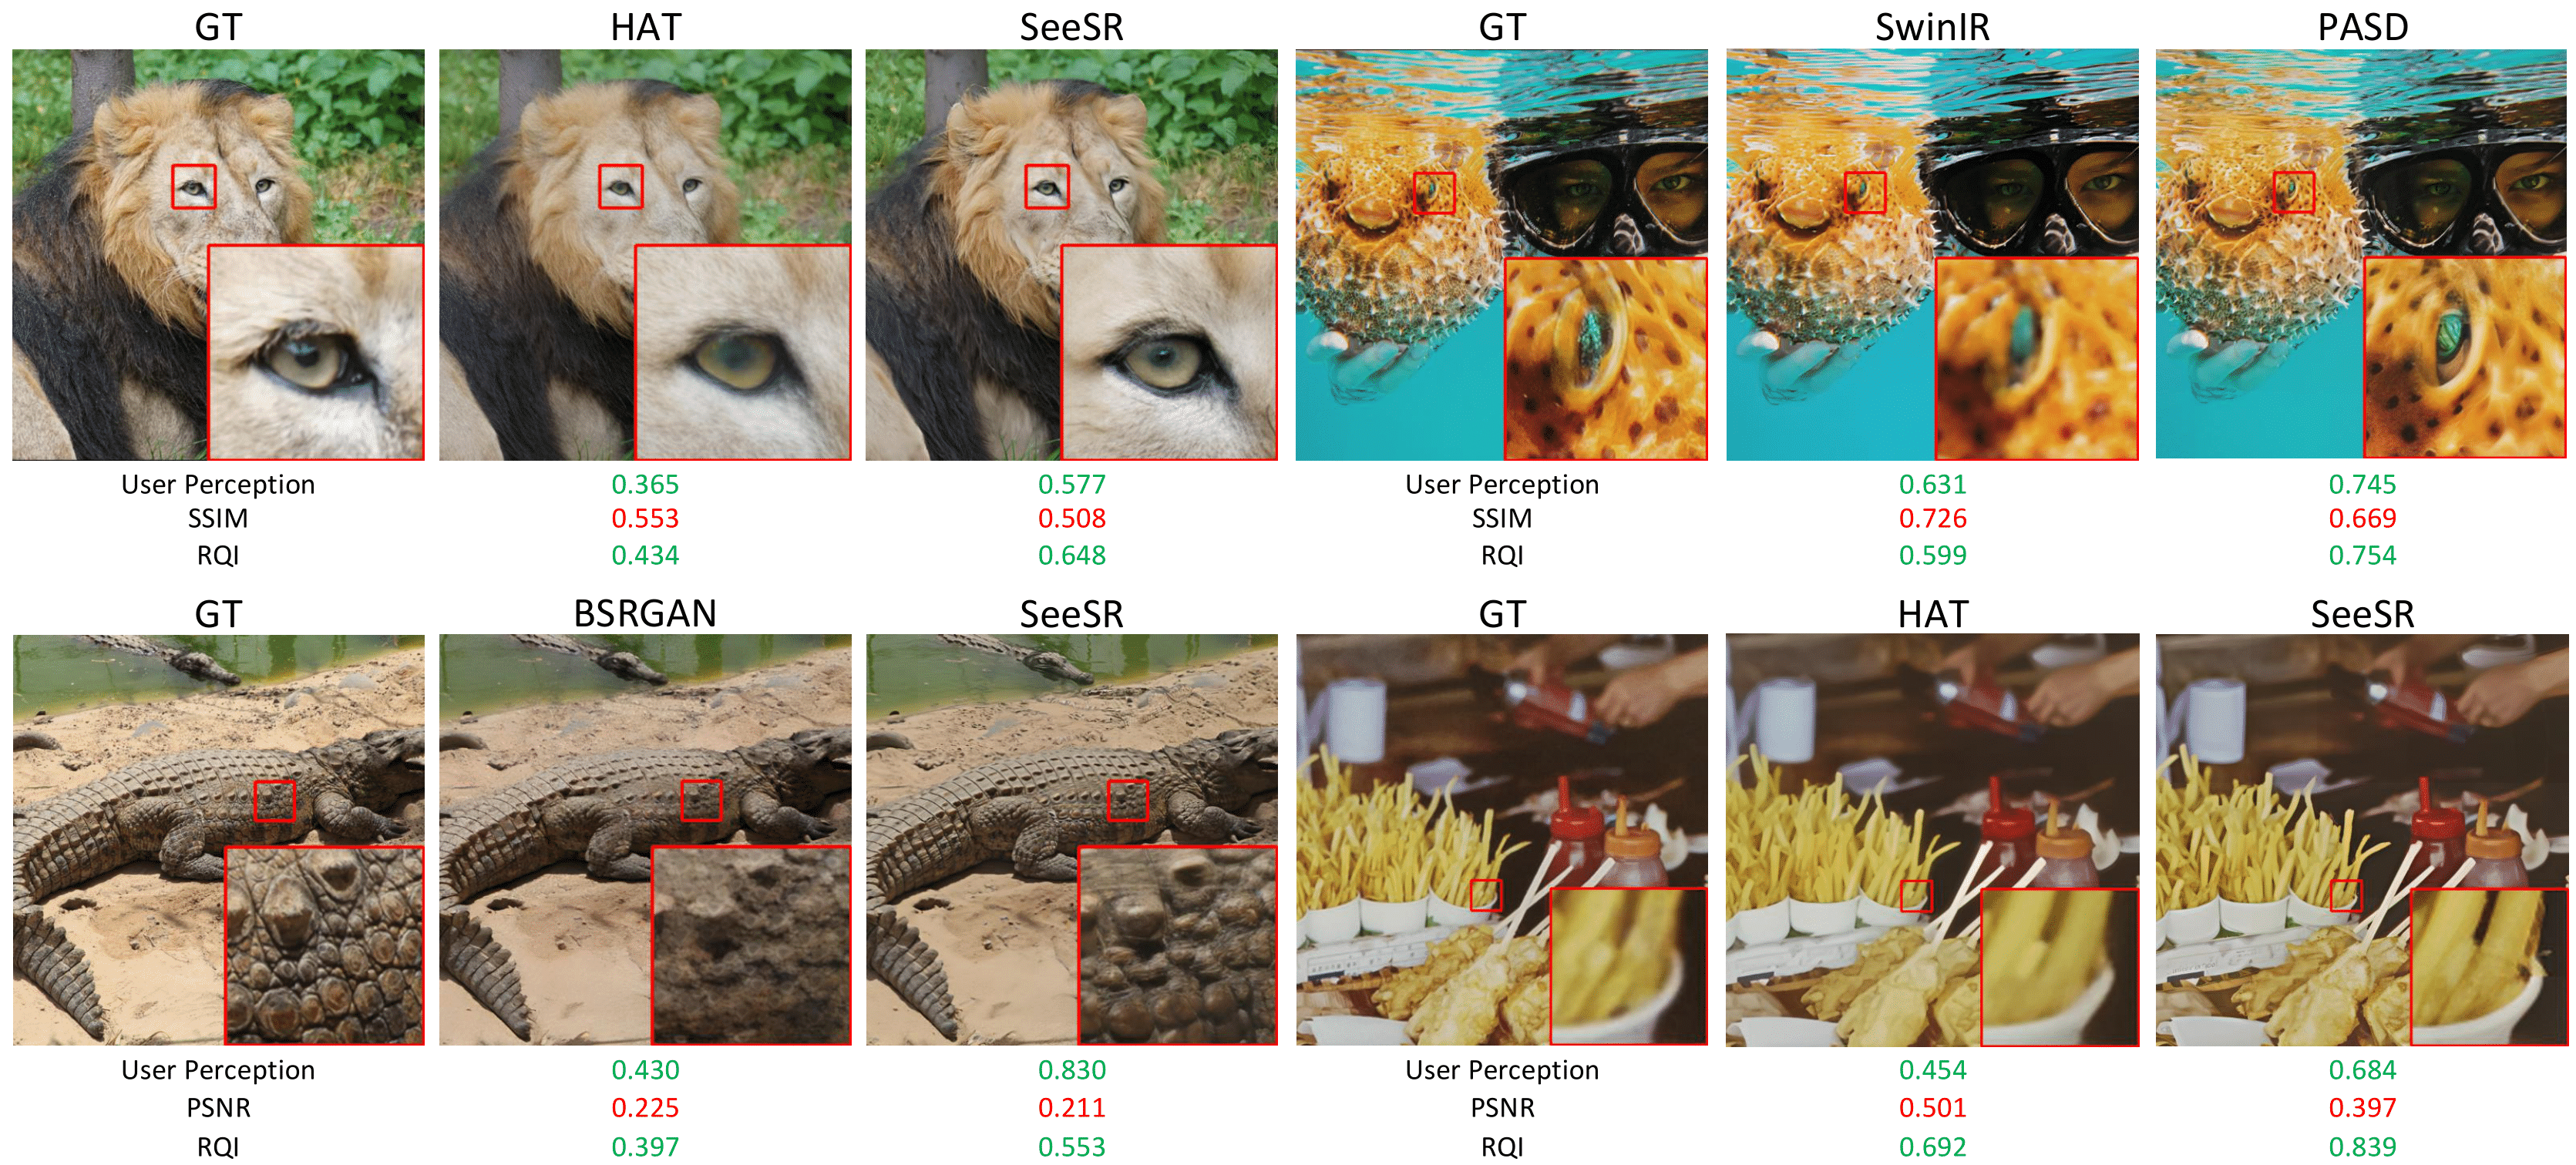 GT HAT SeeSR GT SwinIR PASD
User Perception 0.365 0.577 User Perception 0.631 0.745
SSIM 0.553 0.508 SSIM 0.726 0.669
RQI 0.434 0.648 RQI 0.599 0.754
GT BSRGAN SeeSR GT HAT SeeSR
User Perception 0.430 0.830 User Perception 0.454 0.684
PSNR 0.225 0.211 PSNR 0.501 0.397
RQI 0.397 0.553 RQI 0.692 0.839